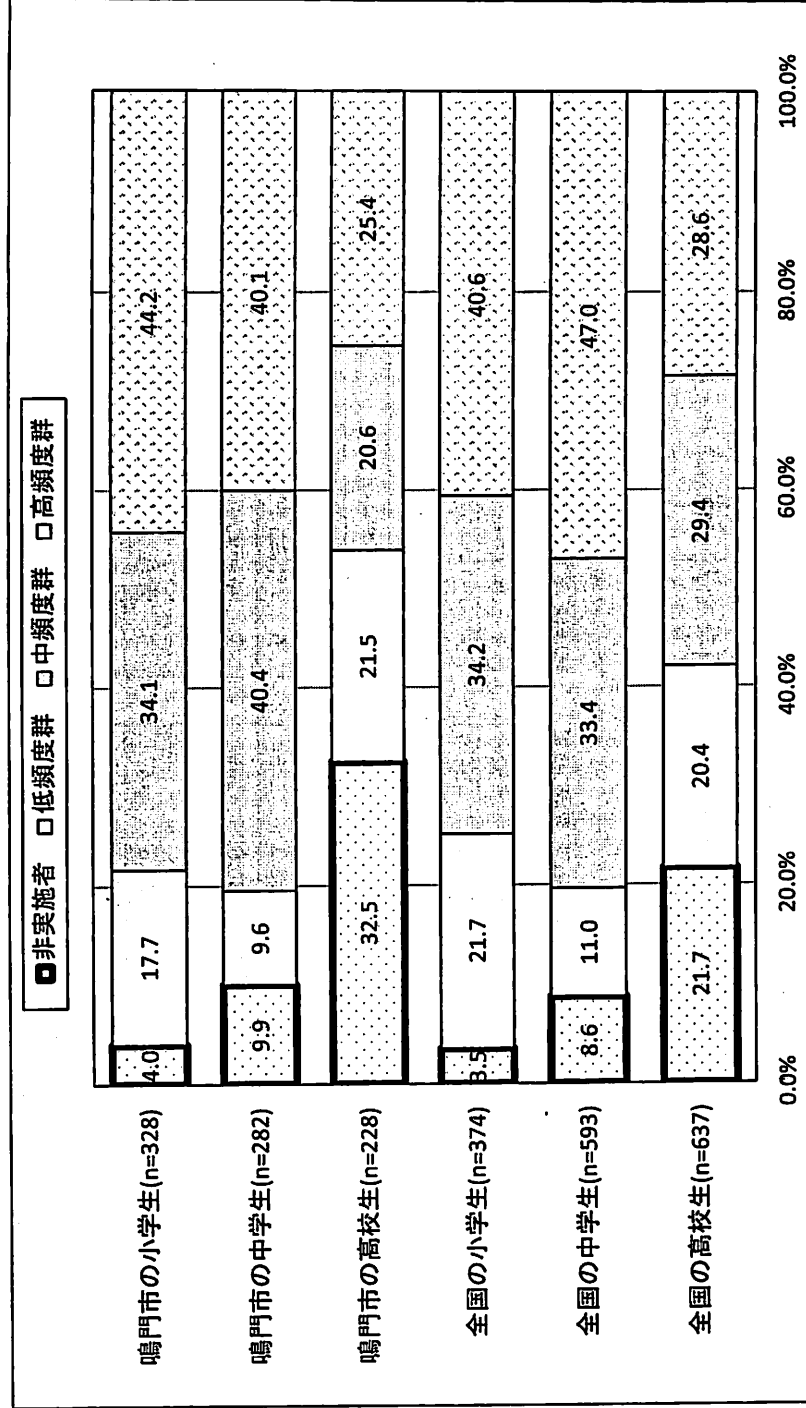 ■非実施者 □低頻度群 □中頻度群 □高頻度群
鳴門市の小学生(n=328) 4.0 17.7 34.1 44.2
鳴門市の中学生(n=282) 9.9 9.6 40.4 40.1
鳴門市の高校生(n=228) 32.5 21.5 20.6 25.4
全国の小学生(n=374) 3.5 21.7 34.2 40.6
全国の中学生(n=593) 8.6 11.0 33.4 47.0
全国の高校生(n=637) 21.7 20.4 29.4 28.6
0.0% 20.0% 40.0% 60.0% 80.0% 100.0%